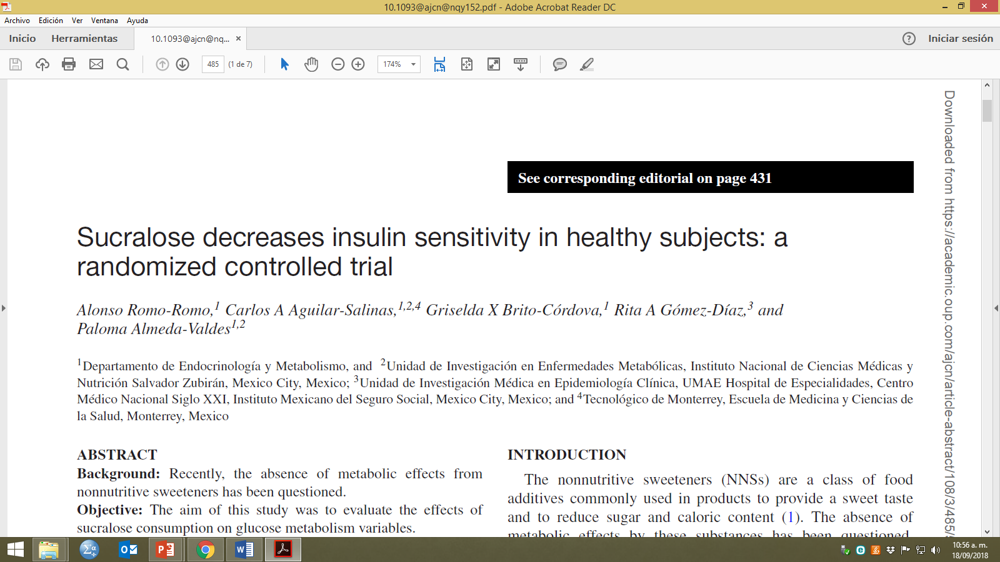 10.1093@ajcn@nqy152.pdf - Adobe Acrobat Reader DC
Archivo Edición Ver Ventana Ayuda
Inicio Herramientas 10.1093@ajcn@nq... × ? Iniciar sesión
485 (1 de 7) 174%
See corresponding editorial on page 431
Sucralose decreases insulin sensitivity in healthy subjects: a
randomized controlled trial
Alonso Romo-Romo,1 Carlos A Aguilar-Salinas,1,2,4 Griselda X Brito-Córdova,1 Rita A Gómez-Díaz,3 and
Paloma Almeda-Valdes1,2
1Departamento de Endocrinología y Metabolismo, and 2Unidad de Investigación en Enfermedades Metabólicas, Instituto Nacional de Ciencias Médicas y
Nutrición Salvador Zubirán, Mexico City, Mexico; 3Unidad de Investigación Médica en Epidemiología Clínica, UMAE Hospital de Especialidades, Centro
Médico Nacional Siglo XXI, Instituto Mexicano del Seguro Social, Mexico City, Mexico; and 4Tecnológico de Monterrey, Escuela de Medicina y Ciencias de
la Salud, Monterrey, Mexico
ABSTRACT
Background: Recently, the absence of metabolic effects from
nonnutritive sweeteners has been questioned.
Objective: The aim of this study was to evaluate the effects of
sucralose consumption on glucose metabolism variables.
INTRODUCTION
The nonnutritive sweeteners (NNSs) are a class of food
additives commonly used in products to provide a sweet taste
and to reduce sugar and caloric content (1). The absence of
metabolic effects by these substances has been questioned.
Downloaded from https://academic.oup.com/ajcn/article-abstract/108/3/485/
10:56 a. m.
18/09/2018